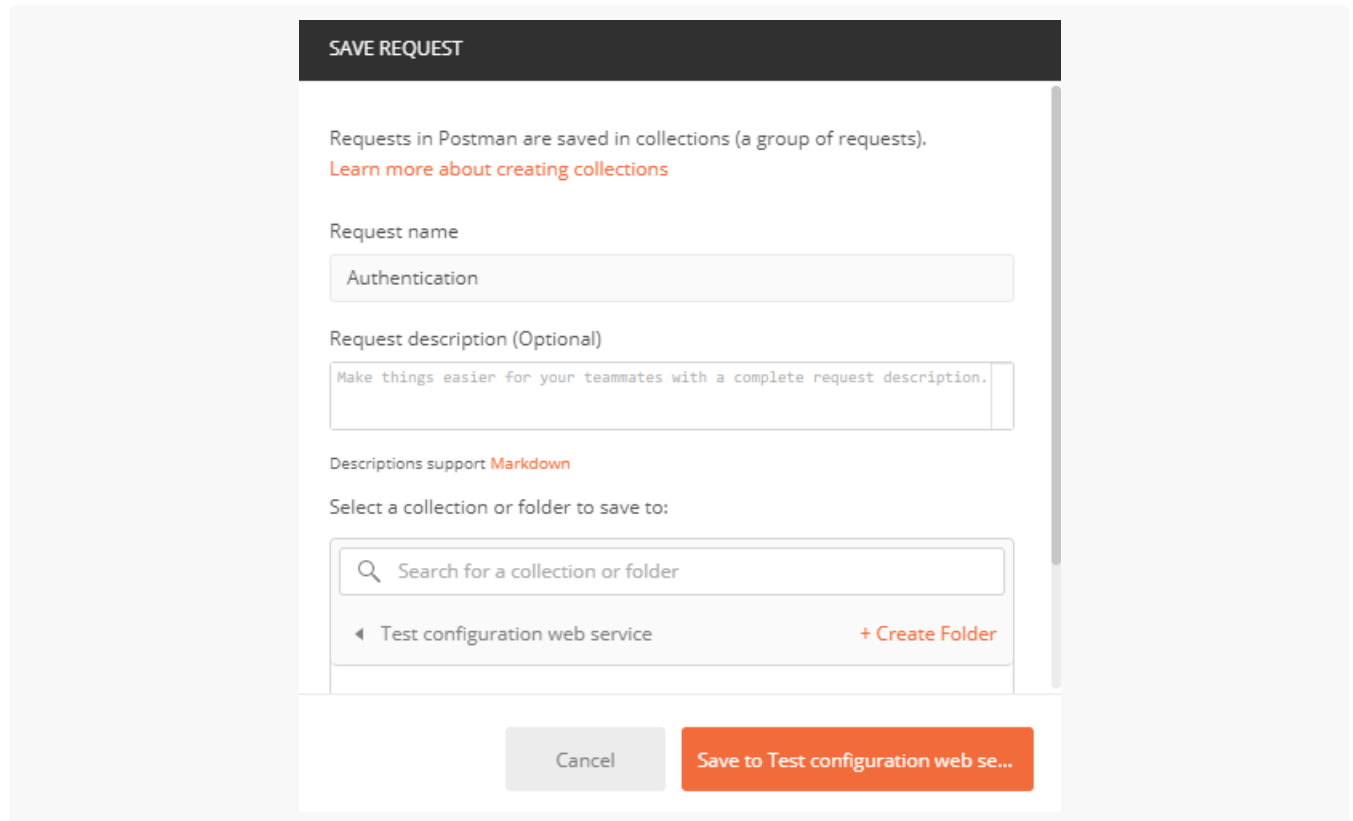 SAVE REQUEST
Requests in Postman are saved in collections (a group of requests).
Learn more about creating collections
Request name
Authentication
Request description (Optional)
Make things easier for your teammates with a complete request description.
Descriptions support Markdown
Select a collection or folder to save to:
Search for a collection or folder
Test configuration web service + Create Folder
Cancel Save to Test configuration web se...